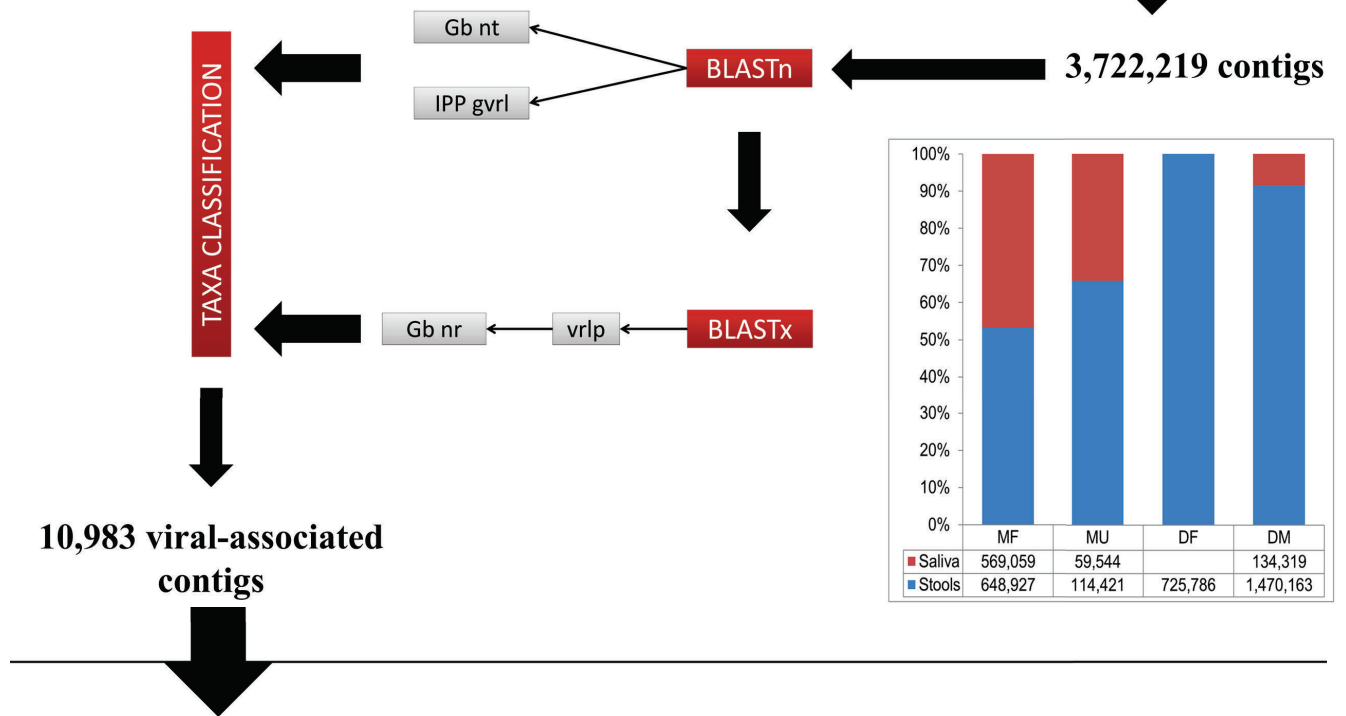 Gb nt
BLASTn
3,722,219 contigs
IPP gvrl
TAXA CLASSIFICATION
Gb nr
vrlp
BLASTx
10,983 viral-associated
contigs
100%
90%
80%
70%
60%
50%
40%
30%
20%
10%
0%
MF MU DF DM
Saliva 569,059 59,544 134,319
Stools 648,927 114,421 725,786 1,470,163